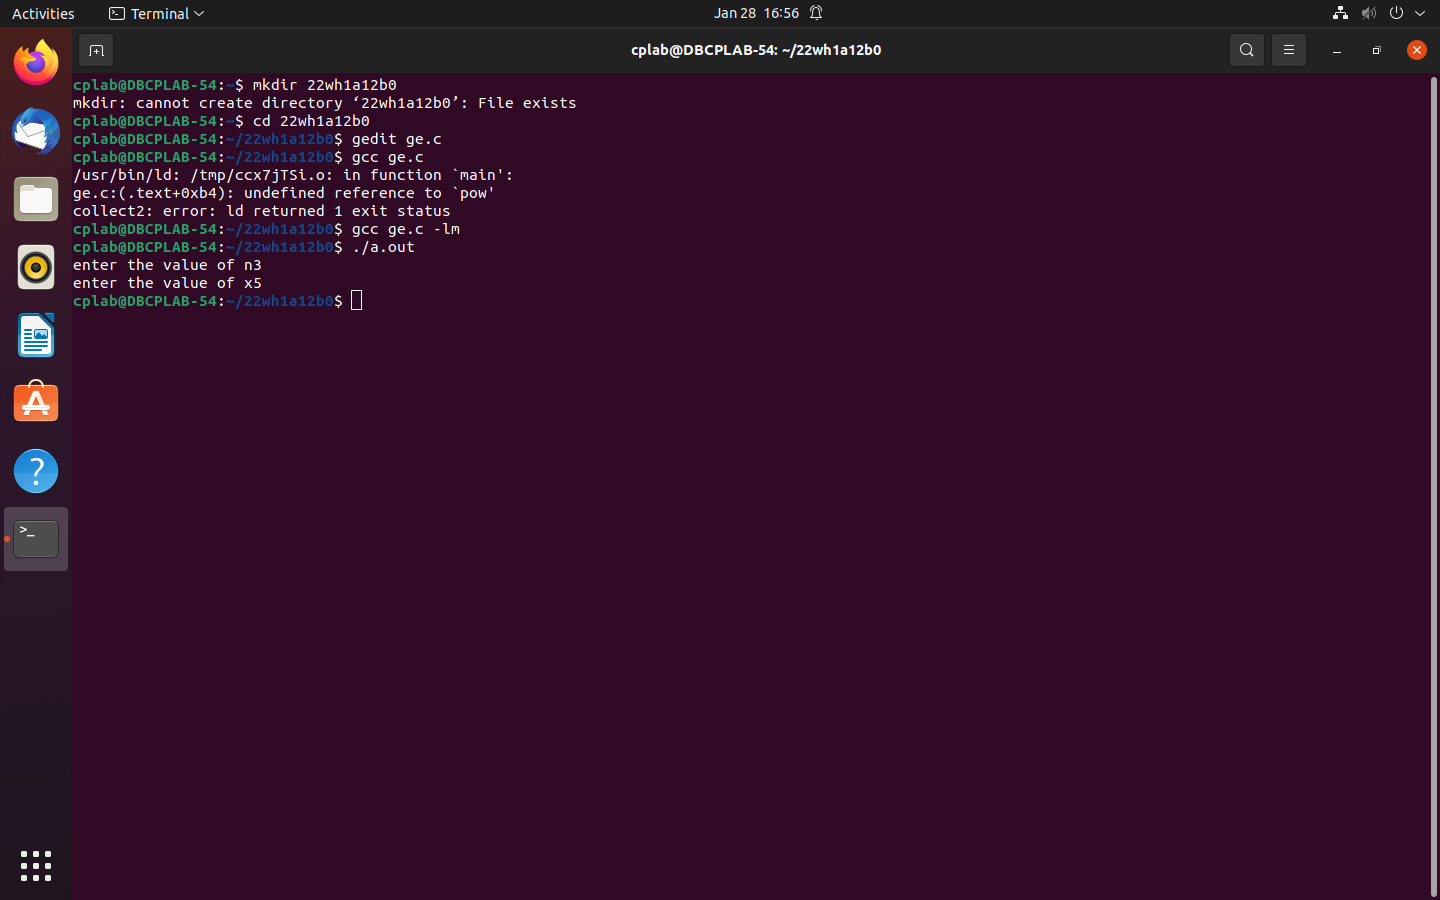 Activities
Terminal
Jan 28 16:56
cplab@DBCPLAB-54: ~/22wh1a12b0
cplab@DBCPLAB-54:~$ mkdir 22wh1a12b0
mkdir: cannot create directory ‘22wh1a12b0’: File exists
cplab@DBCPLAB-54:~$ cd 22wh1a12b0
cplab@DBCPLAB-54:~/22wh1a12b0$ gedit ge.c
cplab@DBCPLAB-54:~/22wh1a12b0$ gcc ge.c
/usr/bin/ld: /tmp/ccx7jTSi.o: in function `main':
ge.c:(.text+0xb4): undefined reference to `pow'
collect2: error: ld returned 1 exit status
cplab@DBCPLAB-54:~/22wh1a12b0$ gcc ge.c -lm
cplab@DBCPLAB-54:~/22wh1a12b0$ ./a.out
enter the value of n3
enter the value of x5
cplab@DBCPLAB-54:~/22wh1a12b0$